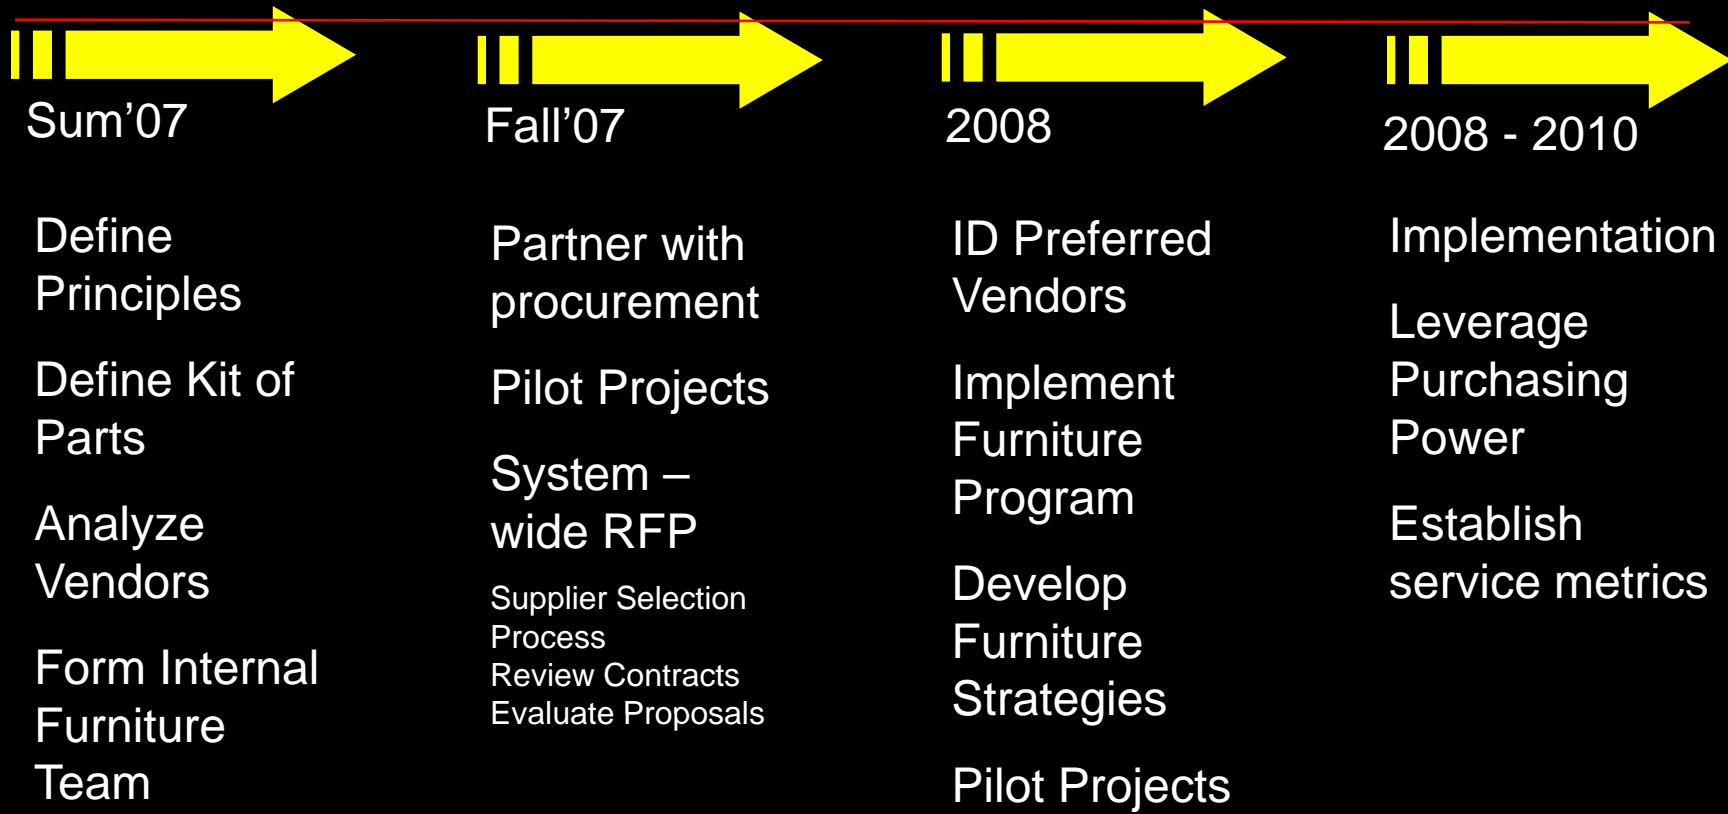 Sum’07
Define
Principles
Define Kit of
Parts
Analyze
Vendors
Form Internal
Furniture
Team
Fall’07
Partner with
procurement
Pilot Projects
System –
wide RFP
Supplier Selection
Process
Review Contracts
Evaluate Proposals
2008
ID Preferred
Vendors
Implement
Furniture
Program
Develop
Furniture
Strategies
Pilot Projects
2008 - 2010
Implementation
Leverage
Purchasing
Power
Establish
service metrics